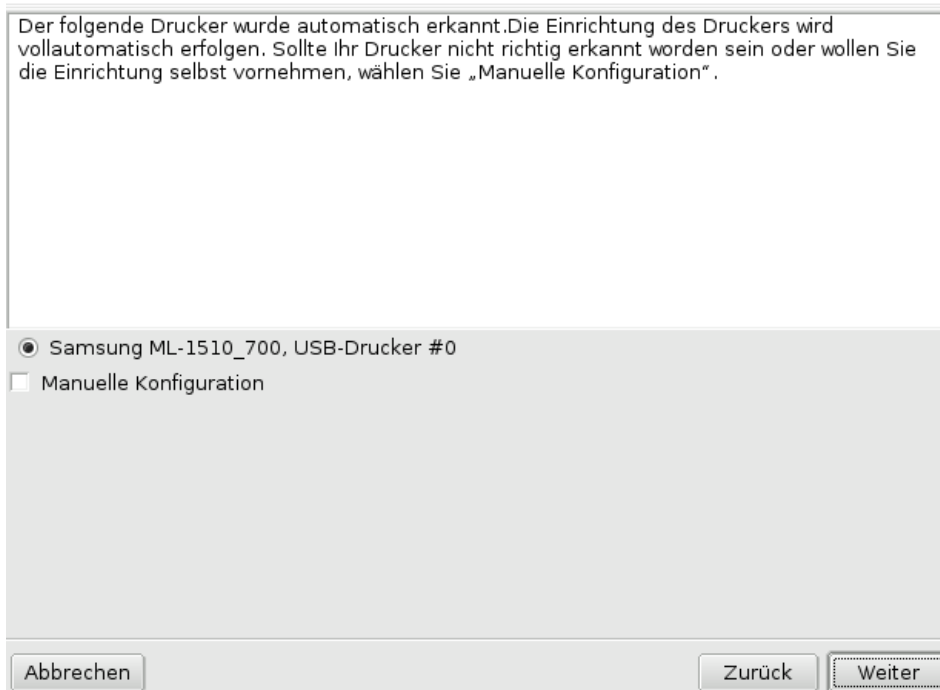 Der folgende Drucker wurde automatisch erkannt.Die Einrichtung des Druckers wird
vollautomatisch erfolgen. Sollte Ihr Drucker nicht richtig erkannt worden sein oder wollen Sie
die Einrichtung selbst vornehmen, wählen Sie „Manuelle Konfiguration“.
Samsung ML-1510_700, USB-Drucker #0
Manuelle Konfiguration
Abbrechen
Zurück
Weiter